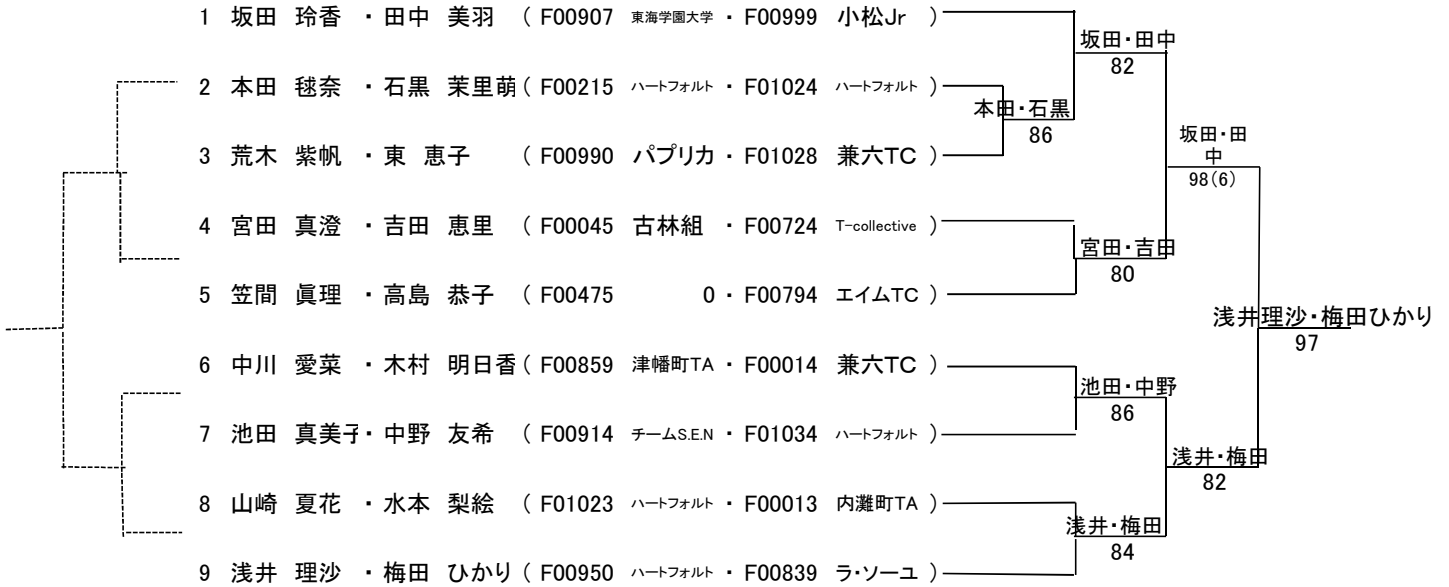 1 坂田 玲香 ・田中 美羽 ( F00907 東海学園大学 ・ F00999 小松Jr )
坂田・田中
82
2 本田 毬奈 ・石黒 茉里萌 ( F00215 ハートフォルト ・ F01024 ハートフォルト )
本田・石黒
86
3 荒木 紫帆 ・東 恵子 ( F00990 パプリカ ・ F01028 兼六TC )
坂田・田
中
98(6)
4 宮田 真澄 ・吉田 恵里 ( F00045 古林組 ・ F00724 T-collective )
宮田・吉田
80
5 笠間 眞理 ・高島 恭子 ( F00475 0 ・ F00794 エイムTC )
浅井理沙・梅田ひかり
97
6 中川 愛菜 ・木村 明日香 ( F00859 津幡町TA ・ F00014 兼六TC )
池田・中野
86
7 池田 真美子・中野 友希 ( F00914 チームS.E.N ・ F01034 ハートフォルト )
浅井・梅田
82
8 山崎 夏花 ・水本 梨絵 ( F01023 ハートフォルト ・ F00013 内灘町TA )
浅井・梅田
84
9 浅井 理沙 ・梅田 ひかり ( F00950 ハートフォルト ・ F00839 ラ・ソーユ )